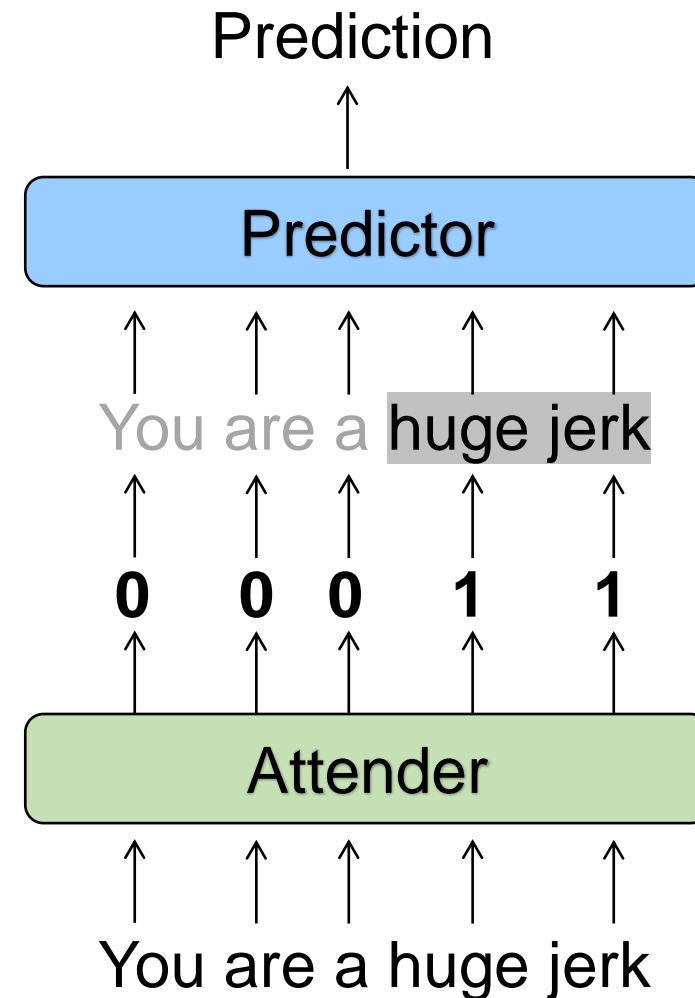 Prediction
Predictor
You are a huge jerk
0 0 0 1 1
Attender
You are a huge jerk